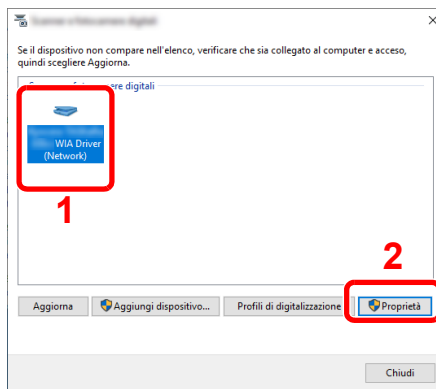 Se il dispositivo non compare nell'elenco, verificare che sia collegato al computer e acceso,
quindi scegliere Aggiorna.
digitali
WIA Driver
(Network)
1
2
Aggiorna
Aggiungi dispositivo...
Profili di digitalizzazione
Proprietà
Chiudi